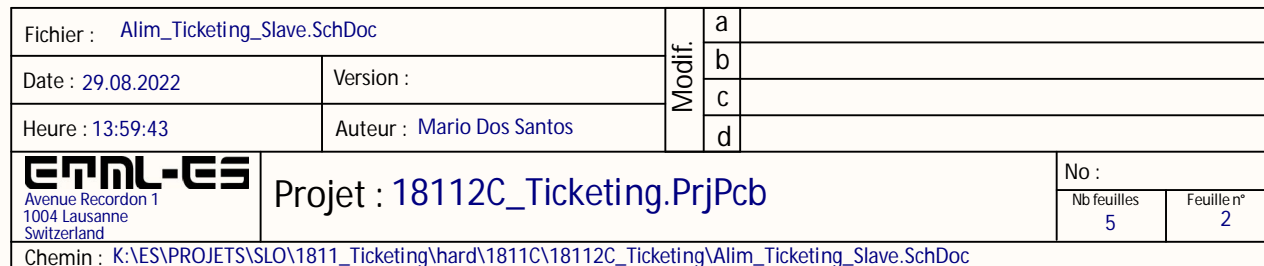 Fichier : Alim_Ticketing_Slave.SchDoc
Date : 29.08.2022
Version :
Heure : 13:59:43
Auteur : Mario Dos Santos
Modif.
a
b
c
d
ETML-ES
Avenue Recordon 1
1004 Lausanne
Switzerland
Projet : 18112C_Ticketing.PrjPcb
No :
Nb feuilles
5
Feuille n°
2
Chemin : K:\ES\PROJETS\SLO\1811_Ticketing\hard\1811C\18112C_Ticketing\Alim_Ticketing_Slave.SchDoc